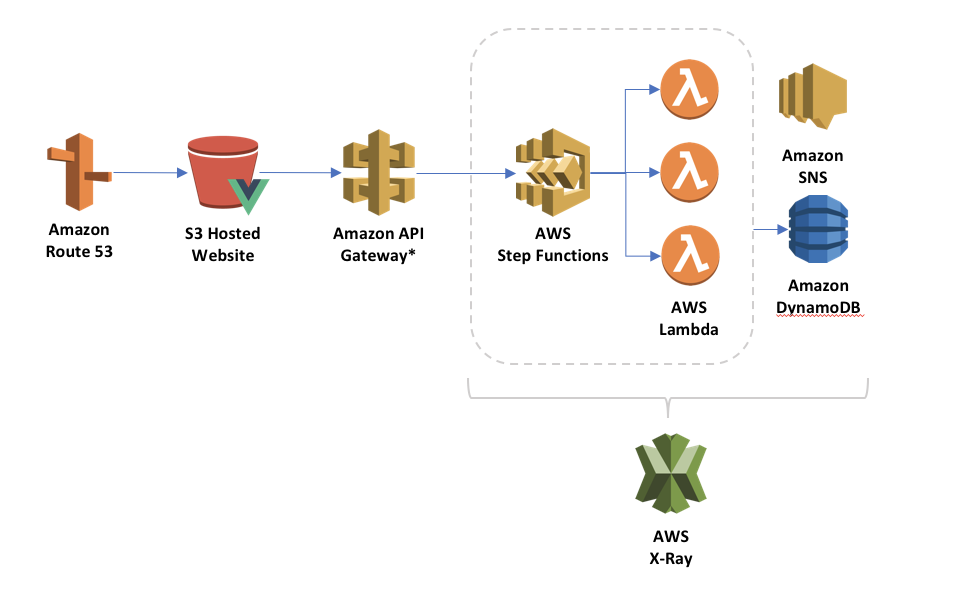 Amazon
Route 53
S3 Hosted
Website
Amazon API
Gateway*
AWS
Step Functions
AWS
Lambda
Amazon
SNS
Amazon
DynamoDB
AWS
X-Ray